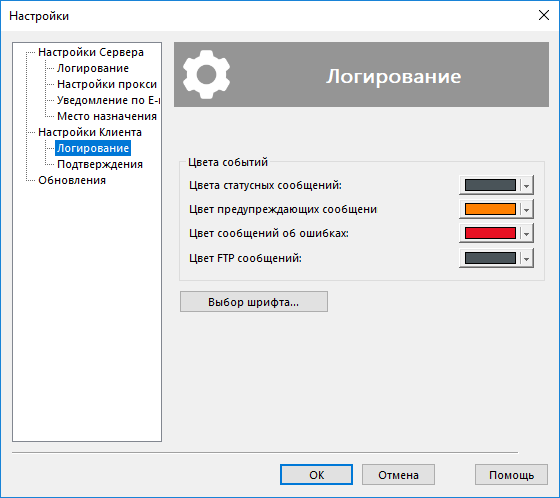 Настройки
Настройки Сервера
Логирование
Настройки прокси
Уведомление по E-
Место назначения
Настройки Клиента
Логирование
Подтверждения
Обновления
Логирование
Цвета событий
Цвета статусных сообщений:
Цвет предупреждающих сообщени
Цвет сообщений об ошибках:
Цвет FTP сообщений:
Выбор шрифта...
OK
Отмена
Помощь